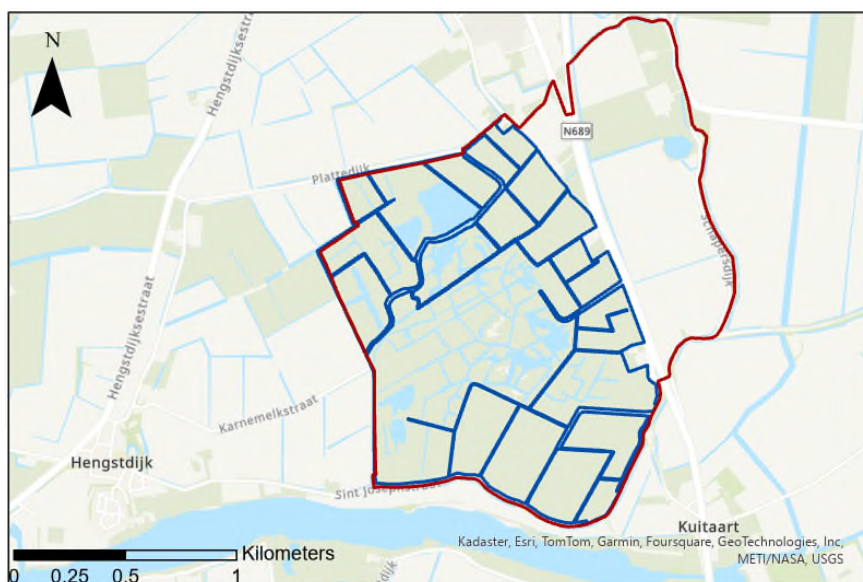 N
Hengstdijksestraat
N689
Plattedijk
Schapersdijk
Hengstdijksestraat
Karnemelkstraat
Hengstdijk
Sint Josephstraat
Kuitaart
Kadaster, Esri, TomTom, Garmin, Foursquare, GeoTechnologies, Inc,
METI/NASA, USGS
Kilometers
0 0.25 0.5 1